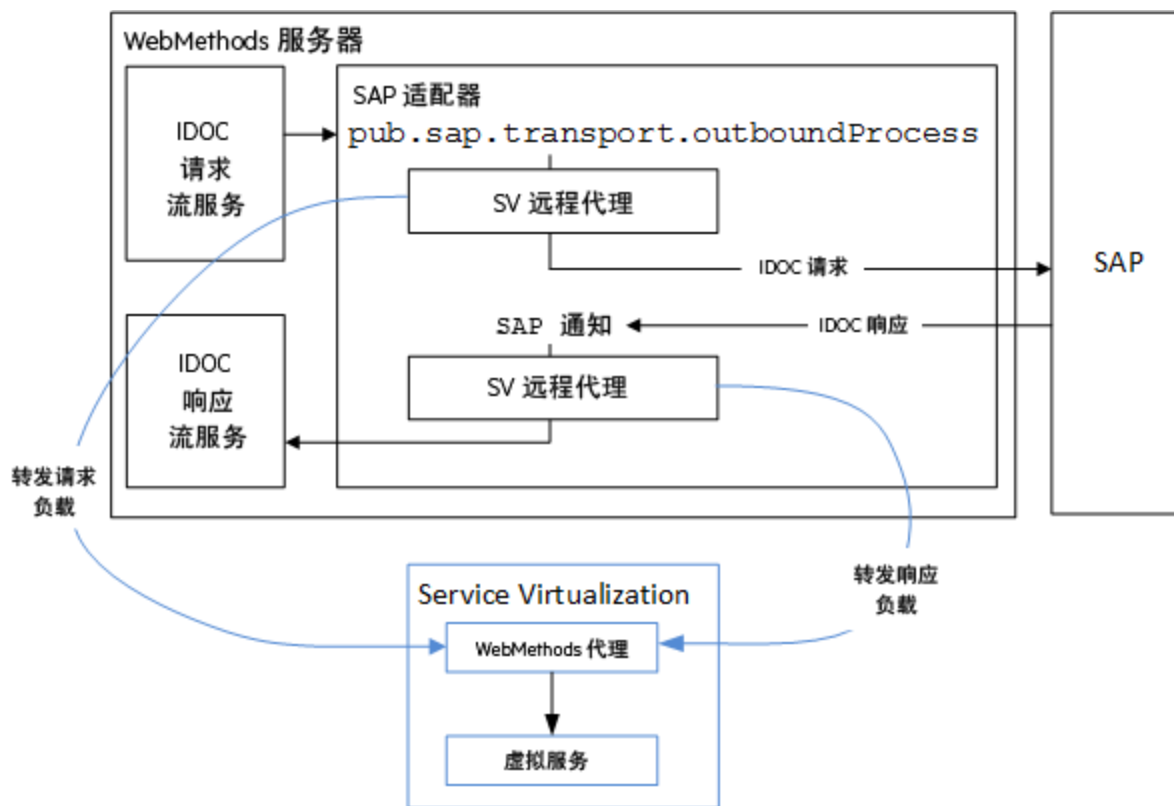 WebMethods 服务器
IDOC
请求
流服务
SAP 适配器
pub.sap.transport.outboundProcess
SV 远程代理
IDOC 请求
SAP
SAP 通知
IDOC 响应
SV 远程代理
IDOC
响应
流服务
转发请求
负载
转发响应
负载
Service Virtualization
WebMethods 代理
虚拟服务